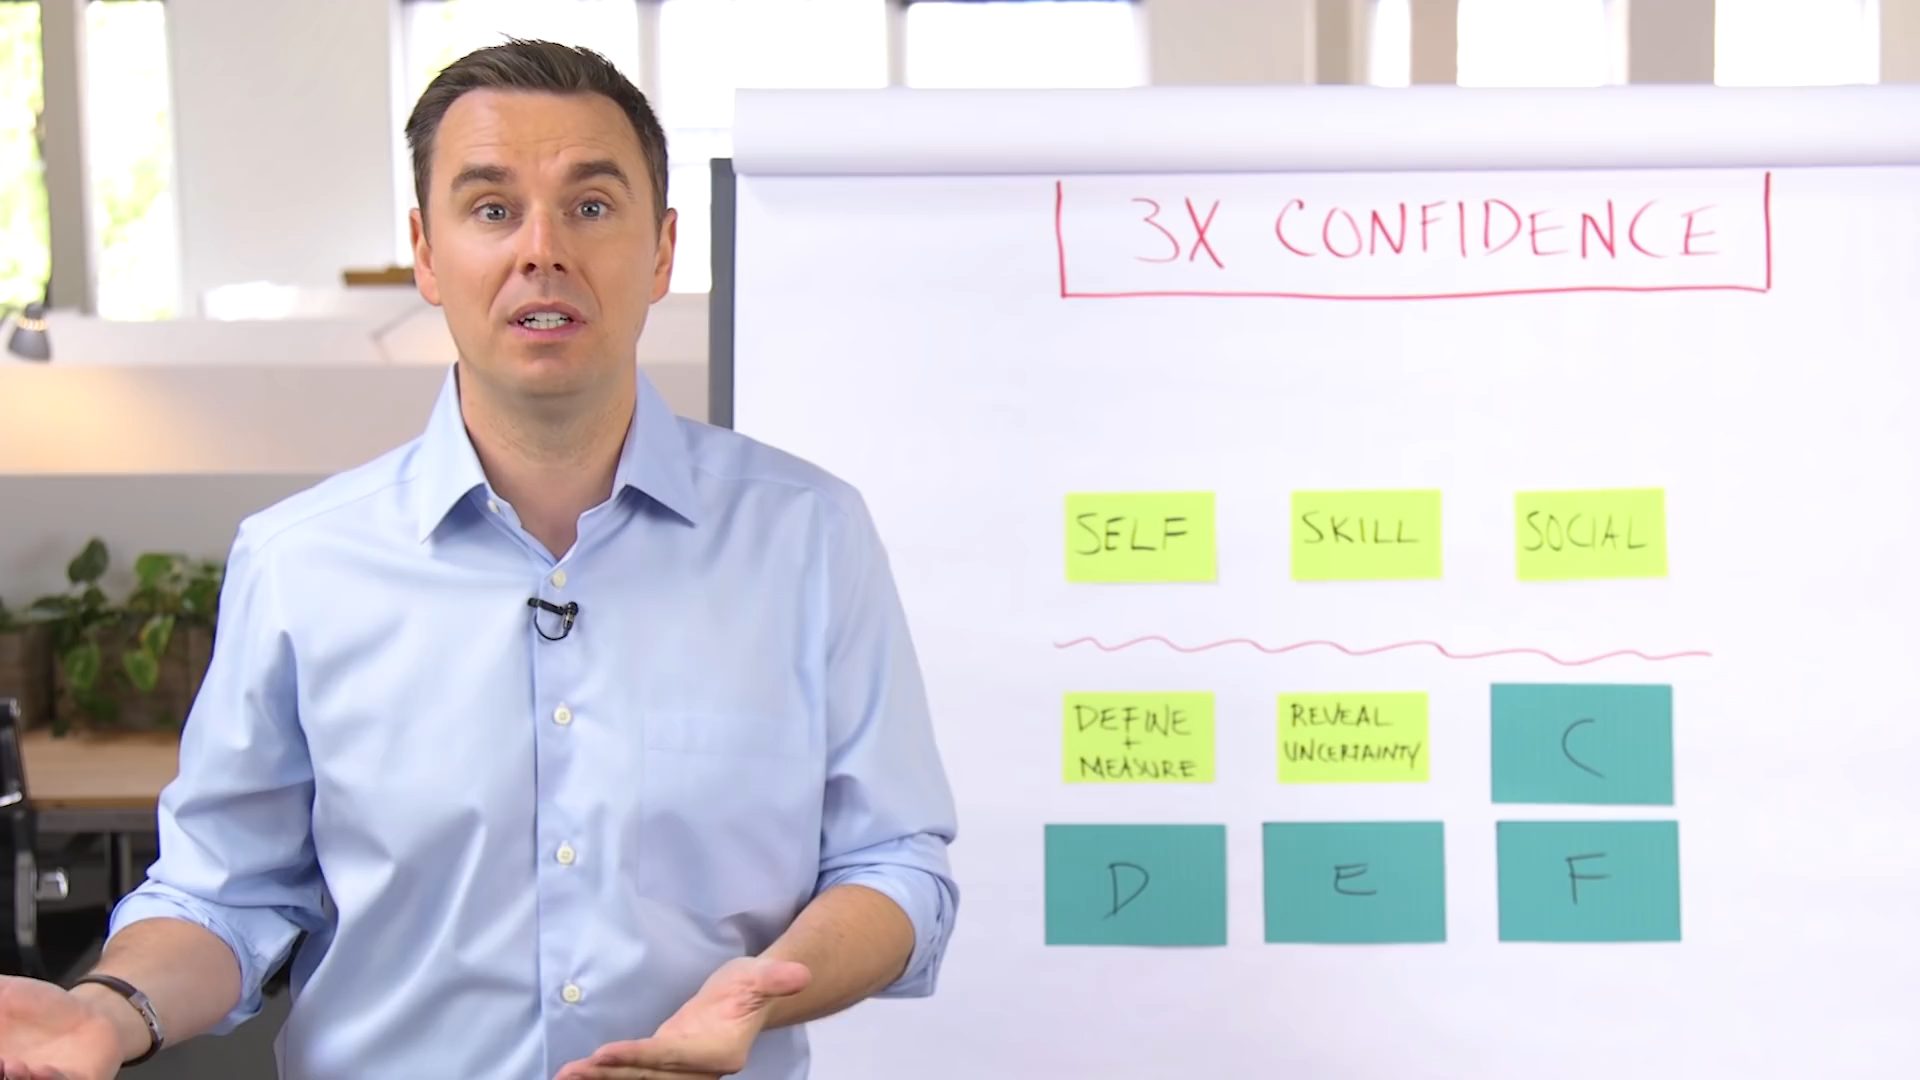 3X CONFIDENCE
SELF
SKILL
SOCIAL
DEFINE
+
MEASURE
REVEAL
UNCERTAINTY
C
D
E
F